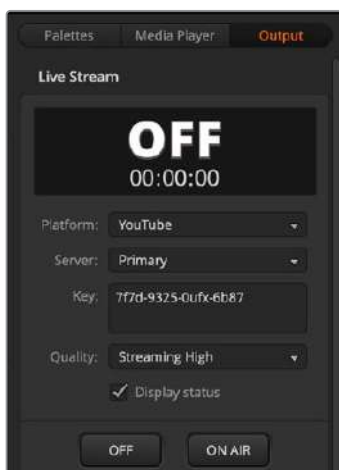 Palettes Media Player Output
Live Stream
OFF
00:00:00
Platform: YouTube
Server: Primary
Key: 7f7d-9325-0ufx-6b87
Quality: Streaming High
Display status
OFF ON AIR